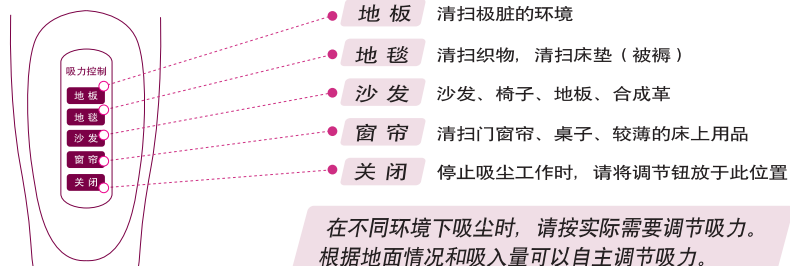 吸力控制
地板
地毯
沙发
窗帘
关闭
地板 清扫极脏的环境
地毯 清扫织物，清扫床垫（被褥）
沙发 沙发、椅子、地板、合成革
窗帘 清扫门窗帘、桌子、较薄的床上用品
关闭 停止吸尘工作时，请将调节钮放于此位置
在不同环境下吸尘时，请按实际需要调节吸力。
根据地面情况和吸入量可以自主调节吸力。